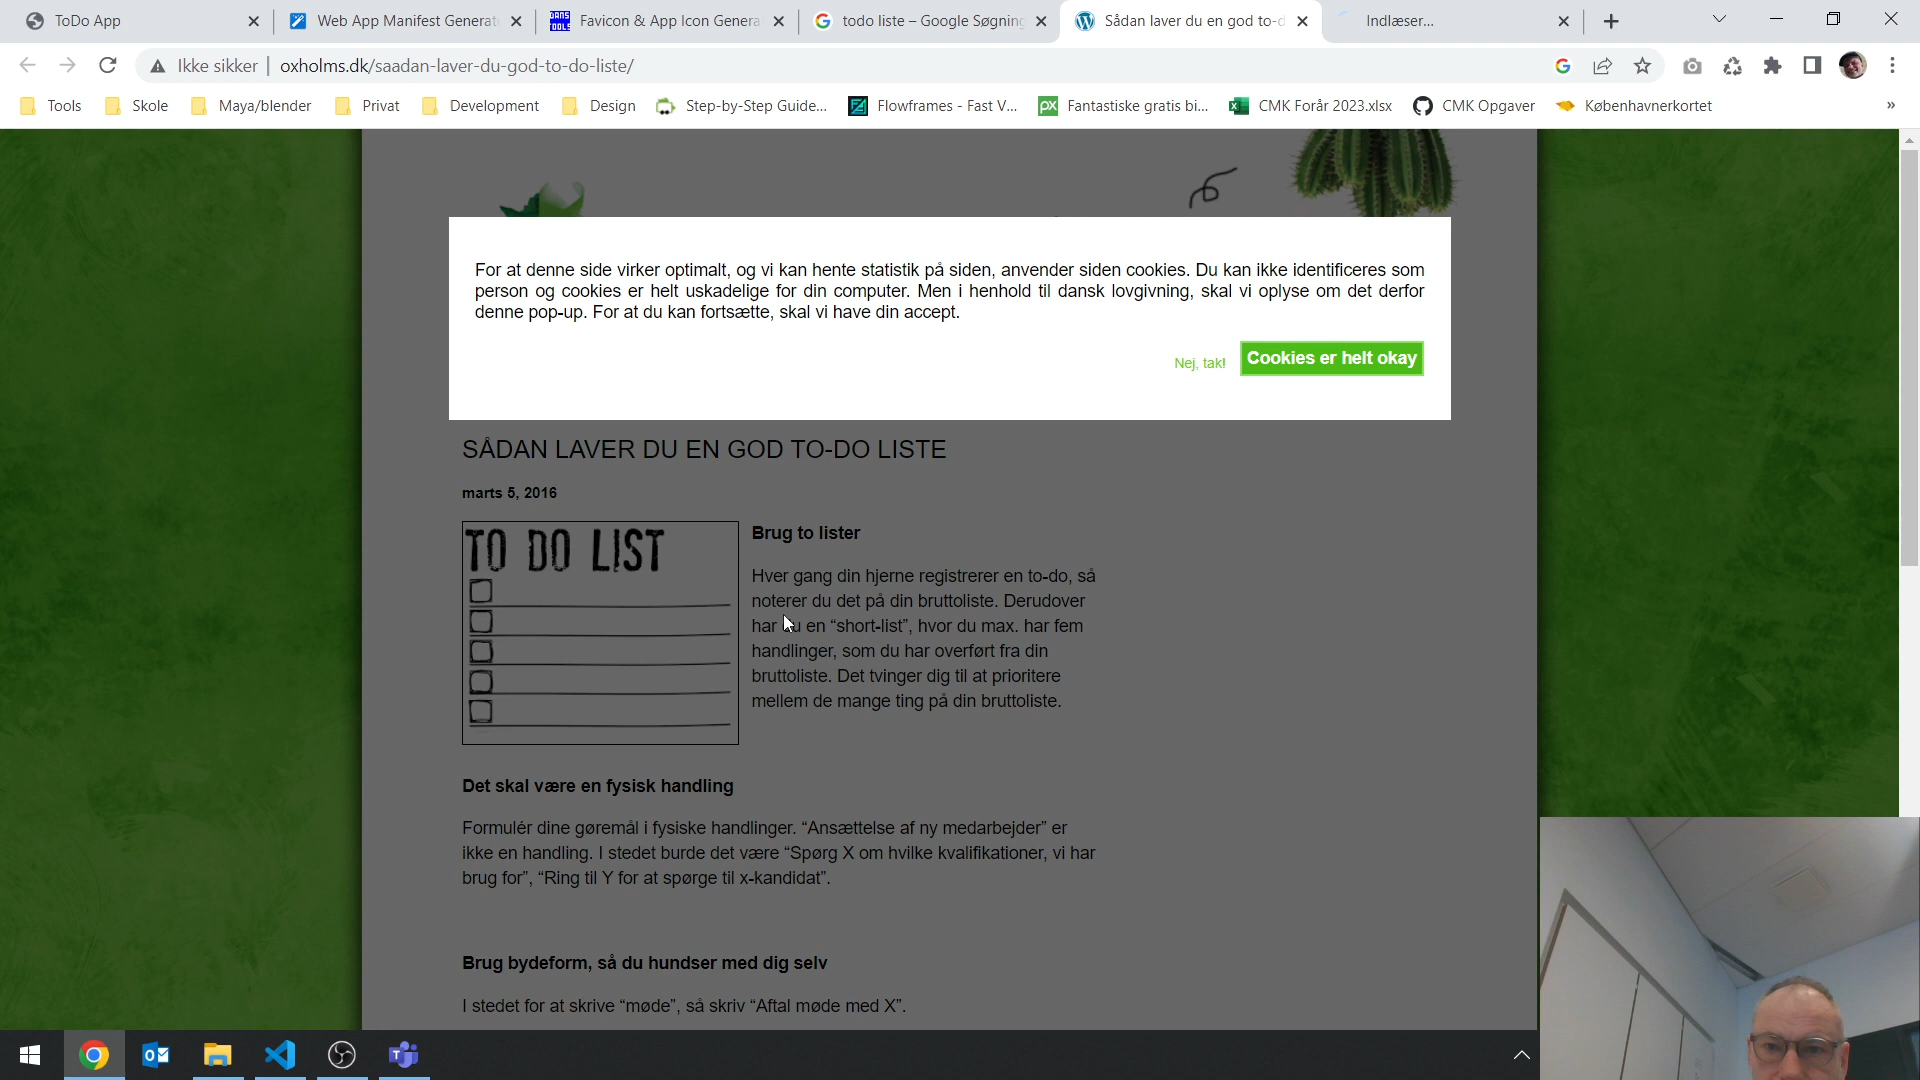 ToDo App
Web App Manifest Generat
Favicon & App Icon Genera
todo liste – Google Søgning
Sådan laver du en god to-d
Indlæser...
Ikke sikker
oxholms.dk/saadan-laver-du-god-to-do-liste/
Tools
Skole
Maya/blender
Privat
Development
Design
Step-by-Step Guide...
Flowframes - Fast V...
Fantastiske gratis bi...
CMK Forår 2023.xlsx
CMK Opgaver
Københavnerkortet
For at denne side virker optimalt, og vi kan hente statistik på siden, anvender siden cookies. Du kan ikke identificeres som
person og cookies er helt uskadelige for din computer. Men i henhold til dansk lovgivning, skal vi oplyse om det derfor
denne pop-up. For at du kan fortsætte, skal vi have din accept.
Nej, tak!
Cookies er helt okay
SÅDAN LAVER DU EN GOD TO-DO LISTE
marts 5, 2016
TO DO LIST
Brug to lister
Hver gang din hjerne registrerer en to-do, så
noterer du det på din bruttoliste. Derudover
har du en “short-list”, hvor du max. har fem
handlinger, som du har overført fra din
bruttoliste. Det tvinger dig til at prioritere
mellem de mange ting på din bruttoliste.
Det skal være en fysisk handling
Formulér dine gøremål i fysiske handlinger. “Ansættelse af ny medarbejder” er
ikke en handling. I stedet burde det være “Spørg X om hvilke kvalifikationer, vi har
brug for”, “Ring til Y for at spørge til x-kandidat”.
Brug bydeform, så du hundser med dig selv
I stedet for at skrive “møde”, så skriv “Aftal møde med X”.